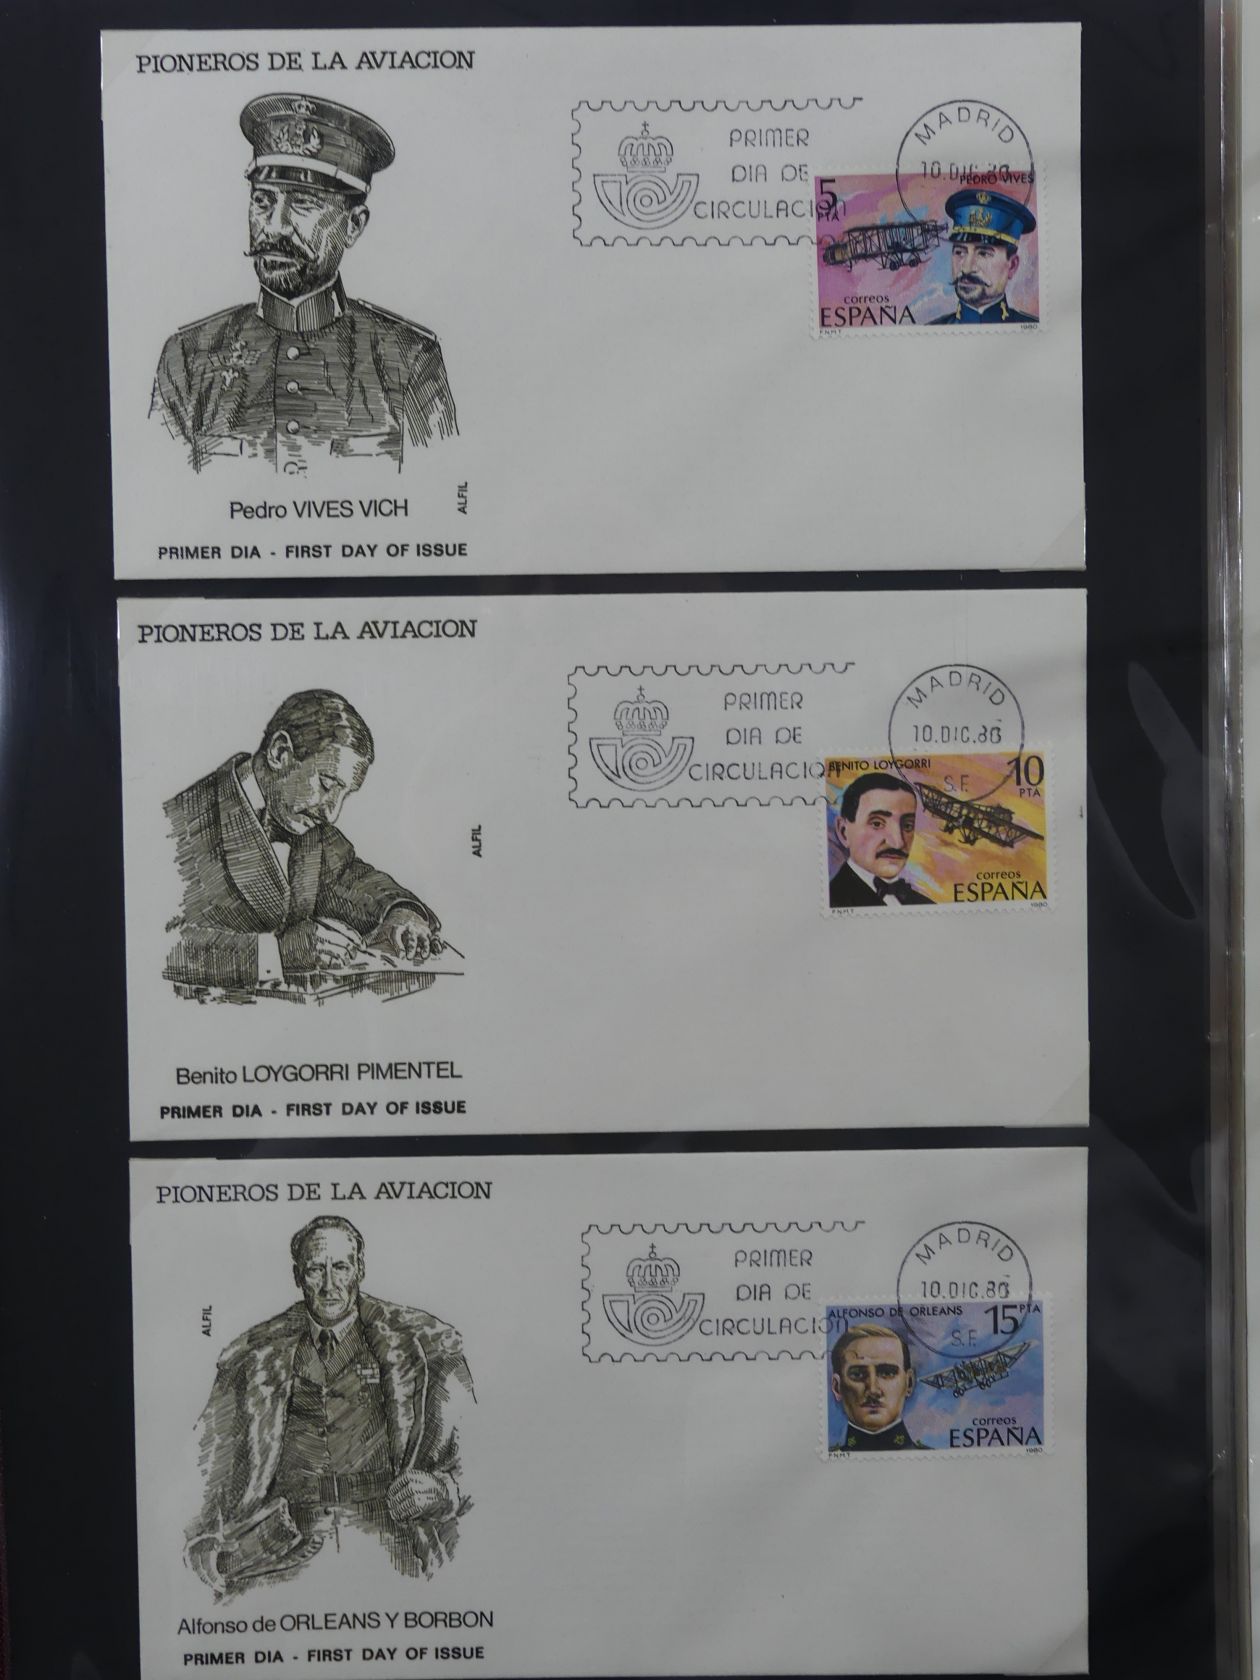 PIONEROS DE LA AVIACION
PRIMER
DIA DE
CIRCULACION
MADRID
10.DIC.80
PEDRO VIVES
5
PTA
correos
ESPAÑA
F.N.M.T. 1980
Pedro VIVES VICH
ALFIL
PRIMER DIA - FIRST DAY OF ISSUE
PIONEROS DE LA AVIACION
PRIMER
DIA DE
CIRCULACION
MADRID
10.DIC.80
S.F.
BENITO LOYGORRI
10
PTA
correos
ESPAÑA
F.N.M.T. 1980
ALFIL
Benito LOYGORRI PIMENTEL
PRIMER DIA - FIRST DAY OF ISSUE
PIONEROS DE LA AVIACION
PRIMER
DIA DE
CIRCULACION
MADRID
10.DIC.80
S.F.
ALFONSO DE ORLEANS
15 PTA
correos
ESPAÑA
F.N.M.T. 1980
ALFIL
Alfonso de ORLEANS Y BORBON
PRIMER DIA - FIRST DAY OF ISSUE